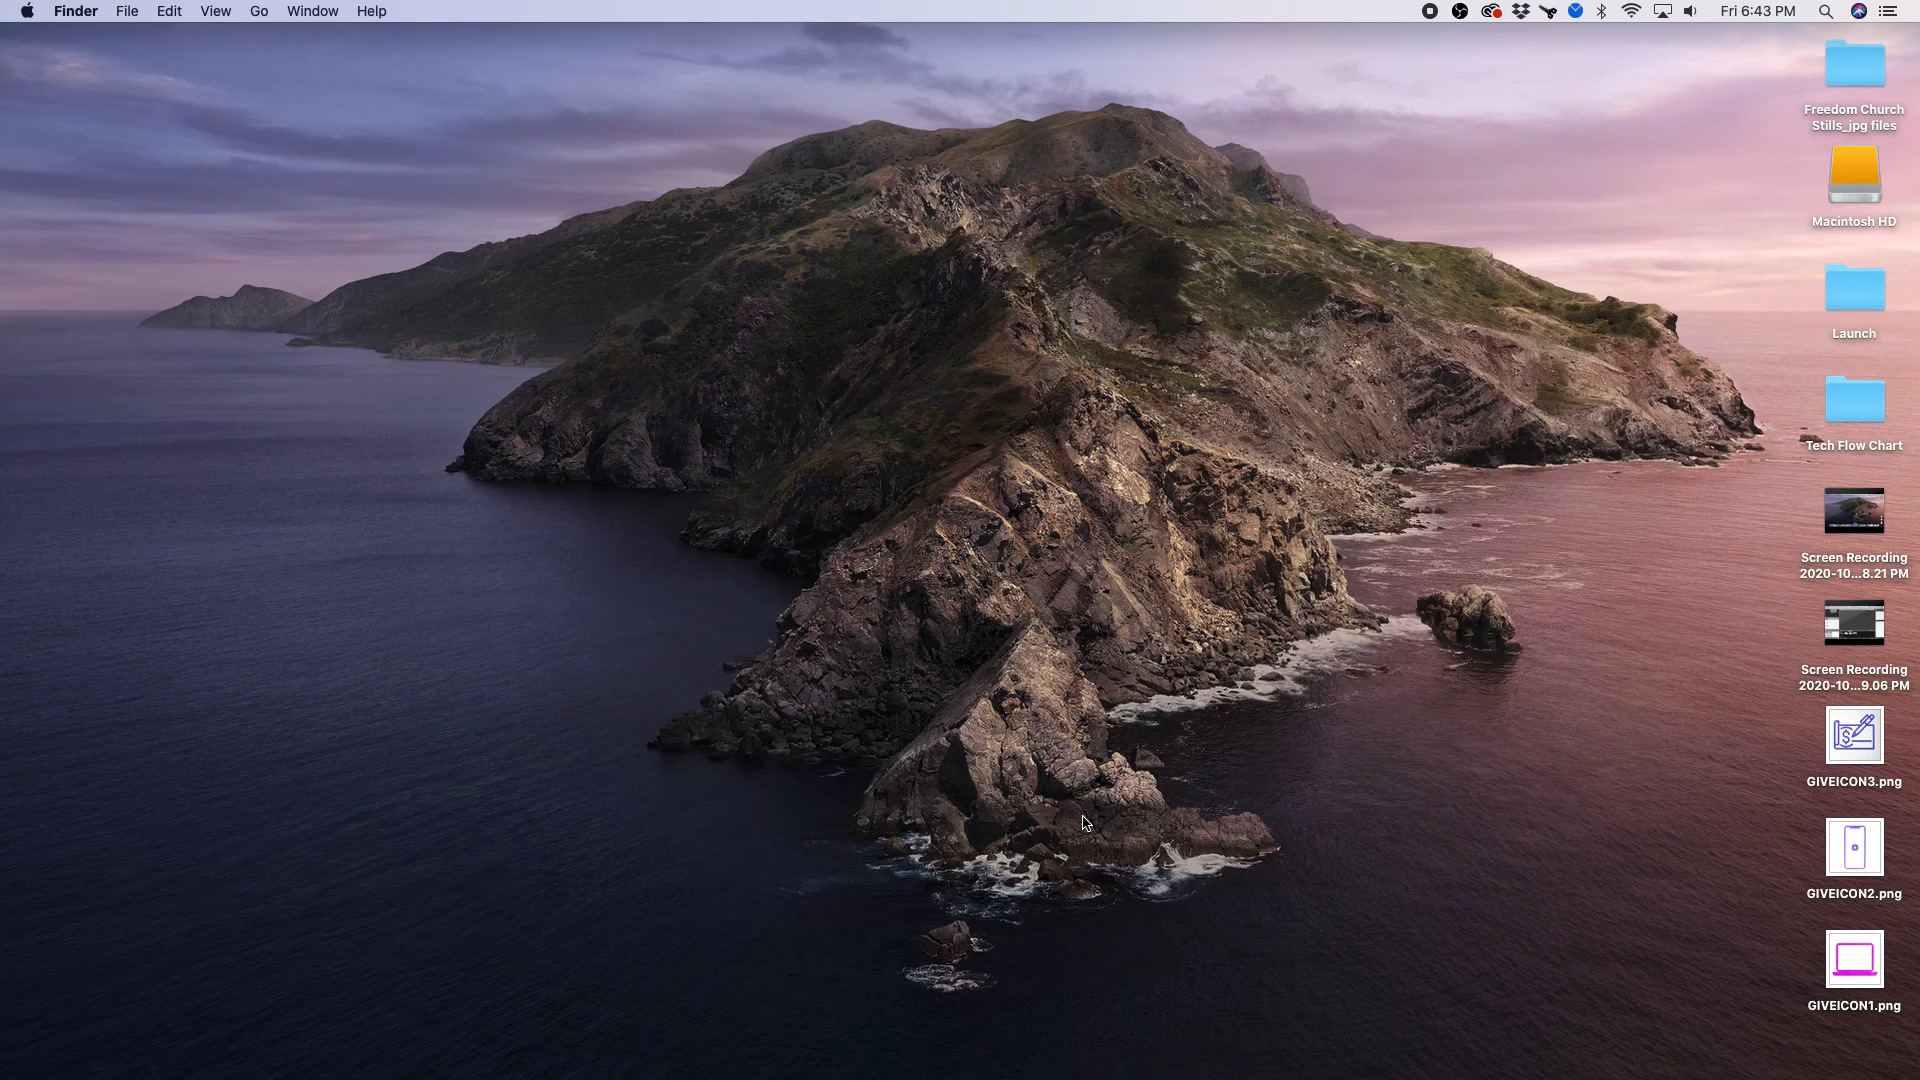 Finder File Edit View Go Window Help Fri 6:43 PM
Freedom Church
Stills_jpg files
Macintosh HD
Launch
Tech Flow Chart
Screen Recording
2020-10...8.21 PM
Screen Recording
2020-10...9.06 PM
GIVEICON3.png
GIVEICON2.png
GIVEICON1.png